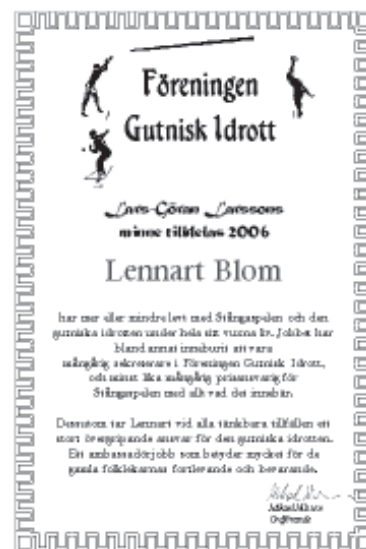 Föreningen
Gutnisk Idrott
Lars-Göran Larssons
minne tilldelas 2006
Lennart Blom
har mer eller mindre levt med Stångaspelen och den
gutniska idrotten under hela sitt vuxna liv. Jobbet har
bland annat inneburit att vara
mångårig sekreterare i Föreningen Gutnisk Idrott,
och minst lika mångårig prisansvarig för
Stångaspelen med allt vad det innebär.
Dessutom tar Lennart vid alla tänkbara tillfällen ett
stort övergripande ansvar för den gutniska idrotten.
Ett ambassadörjobb som betyder mycket för de
gamla folklekarnas fortlevande och bevarande.
Ordförande